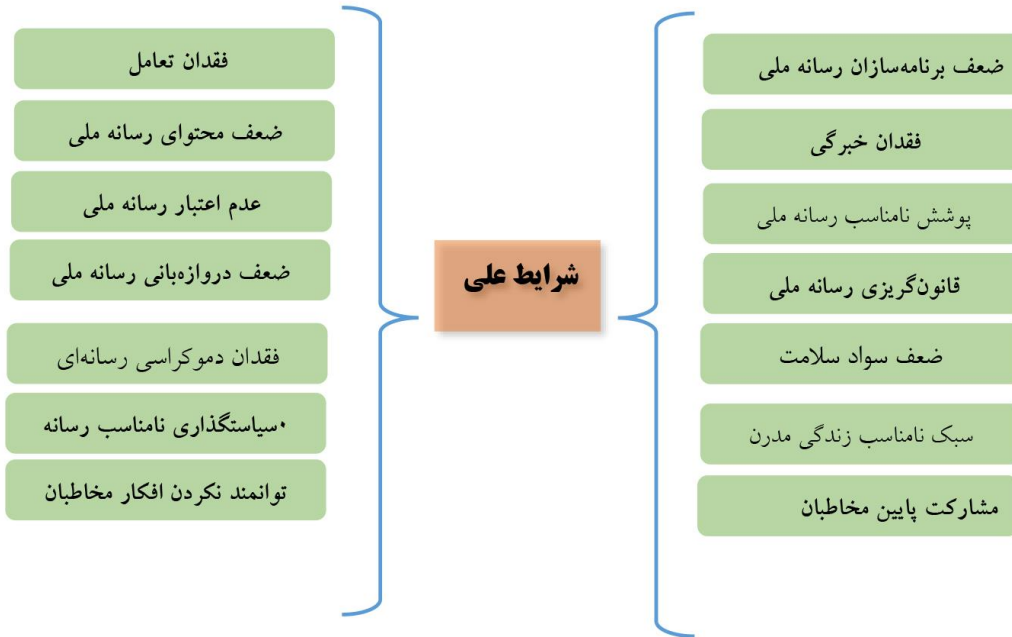 ضعف برنامه‌سازان رسانه ملی
فقدان خبرگی
پوشش نامناسب رسانه ملی
قانون‌گریزی رسانه ملی
ضعف سواد سلامت
سبک نامناسب زندگی مدرن
مشارکت پایین مخاطبان
شرایط علی
فقدان تعامل
ضعف محتوای رسانه ملی
عدم اعتبار رسانه ملی
ضعف دروازه‌بانی رسانه ملی
فقدان دموکراسی رسانه‌ای
۰سیاستگذاری نامناسب رسانه
توانمند نکردن افکار مخاطبان